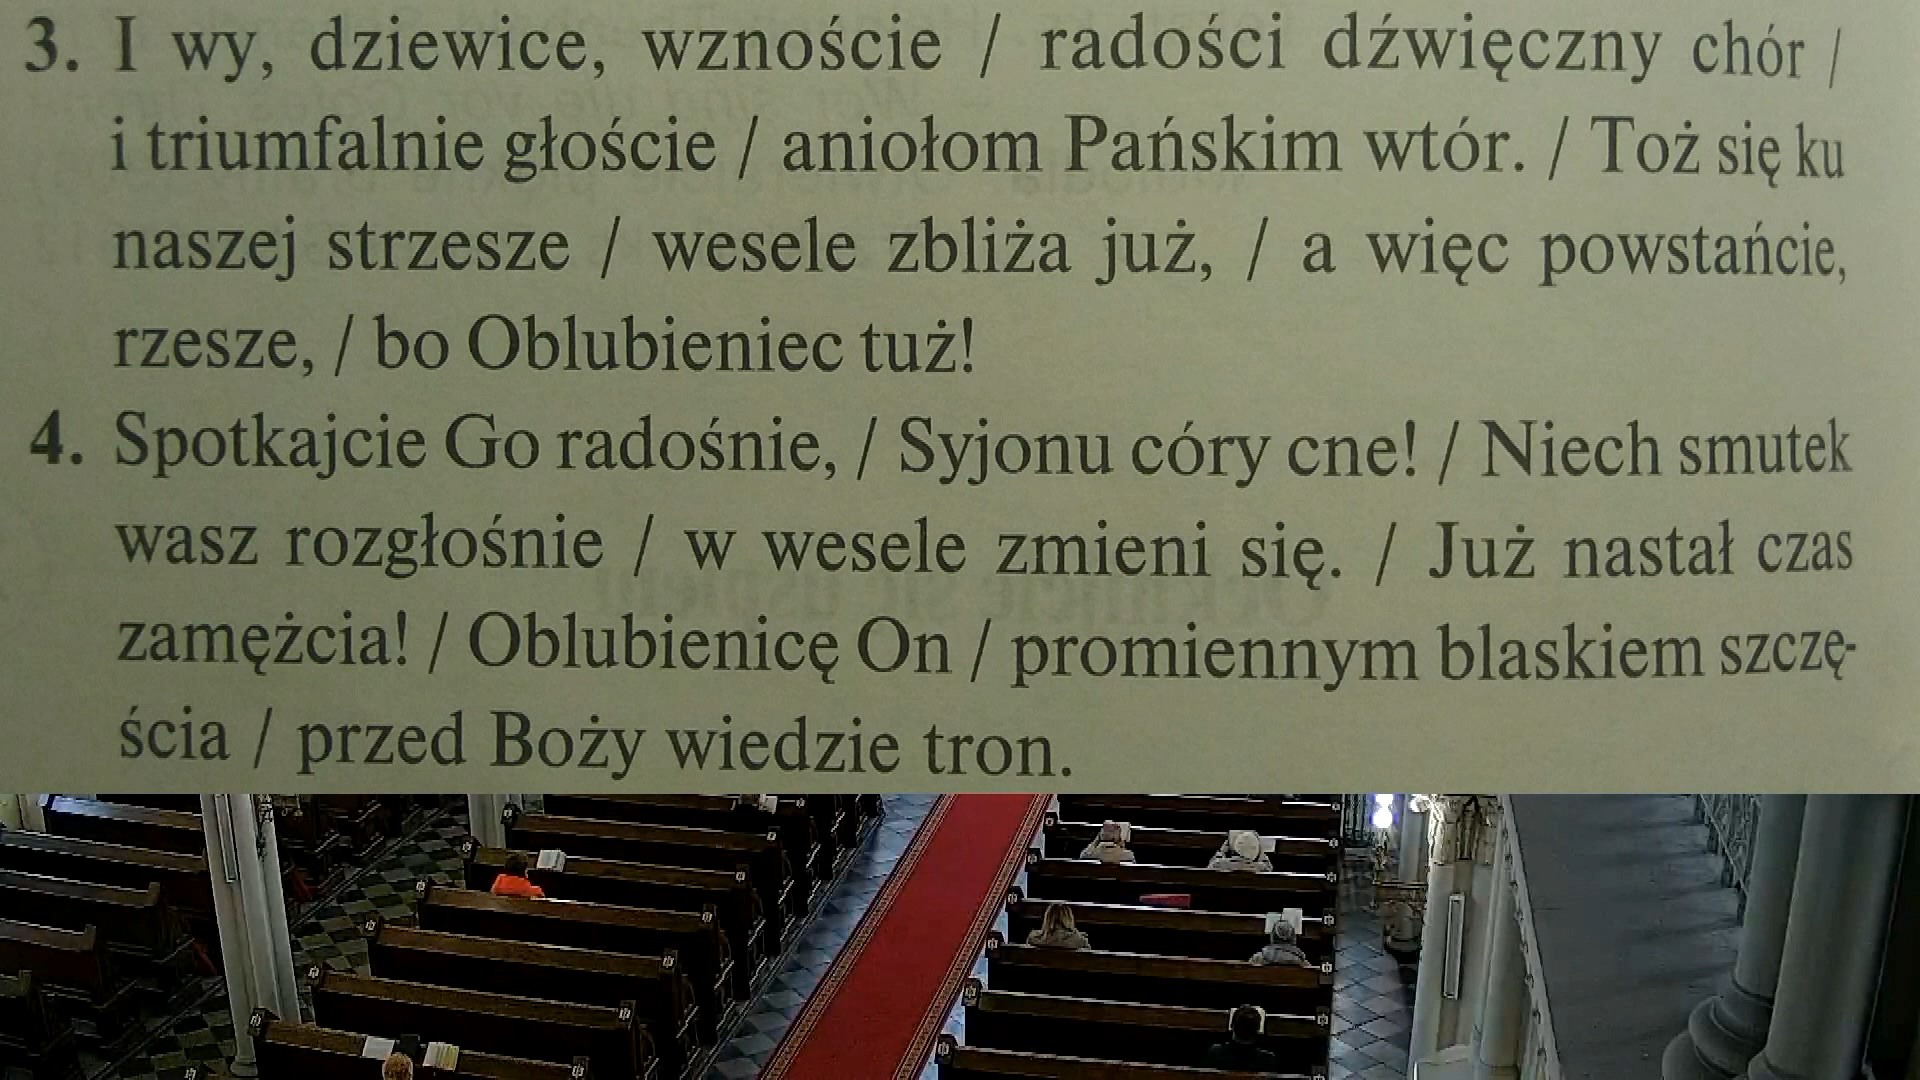 3. I wy, dziewice, wznoście / radości dźwięczny chór /
i triumfalnie głoście / aniołom Pańskim wtór. / Toż się ku
naszej strzesze / wesele zbliża już, / a więc powstańcie,
rzesze, / bo Oblubieniec tuż!
4. Spotkajcie Go radośnie, / Syjonu córy cne! / Niech smutek
wasz rozgłośnie / w wesele zmieni się. / Już nastał czas
zamężcia! / Oblubienicę On / promiennym blaskiem szczę-
ścia / przed Boży wiedzie tron.